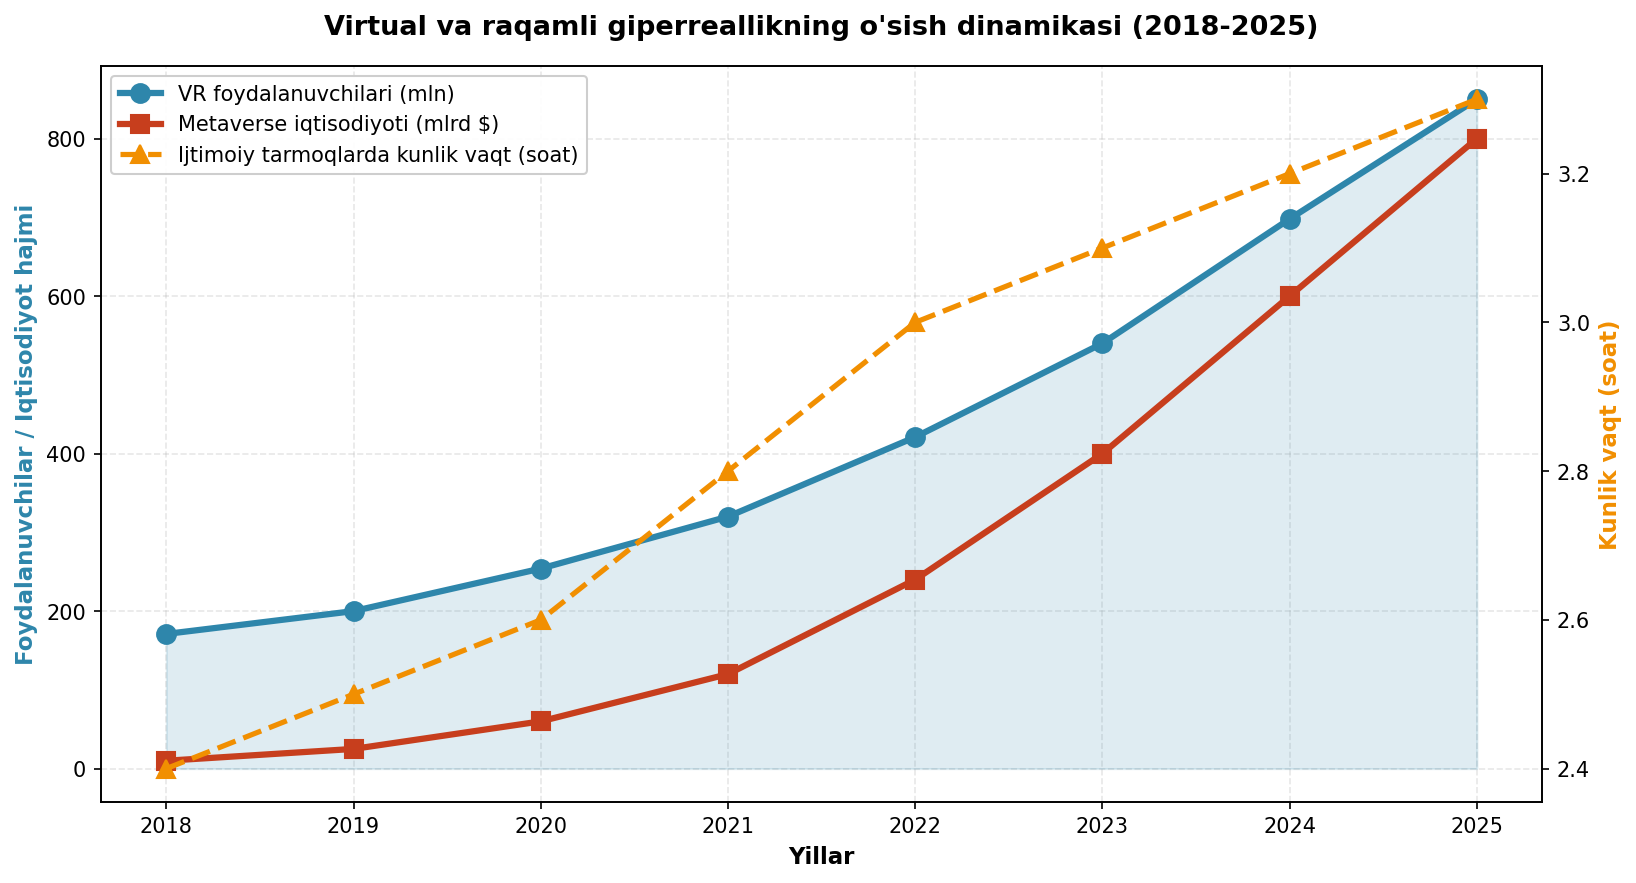 Virtual va raqamli giperreallikning o'sish dinamikasi (2018-2025)
VR foydalanuvchilari (mln)
Metaverse iqtisodiyoti (mlrd $)
Ijtimoiy tarmoqlarda kunlik vaqt (soat)
Foydalanuvchilar / Iqtisodiyot hajmi
800
600
400
200
0
3.2
3.0
2.8
2.6
2.4
Kunlik vaqt (soat)
2018 2019 2020 2021 2022 2023 2024 2025
Yillar